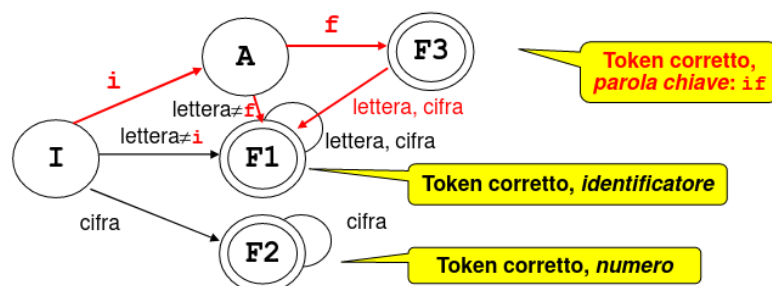 f
A
F3
Token corretto,
parola chiave: if
i
lettera≠f
lettera, cifra
lettera≠i
lettera, cifra
I
F1
Token corretto, identificatore
cifra
cifra
F2
Token corretto, numero